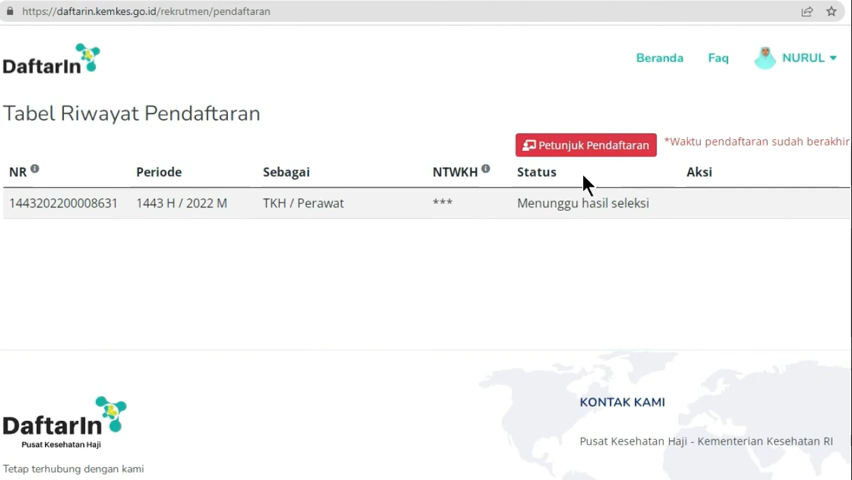 https://daftarin.kemkes.go.id/rekrutmen/pendaftaran
DaftarIn
Beranda Faq NURUL
Tabel Riwayat Pendaftaran
Petunjuk Pendaftaran *Waktu pendaftaran sudah berakhir
NR Periode Sebagai NTWKH Status Aksi
1443202200008631 1443 H / 2022 M TKH / Perawat *** Menunggu hasil seleksi
DaftarIn
Pusat Kesehatan Haji
Tetap terhubung dengan kami
KONTAK KAMI
Pusat Kesehatan Haji - Kementerian Kesehatan RI